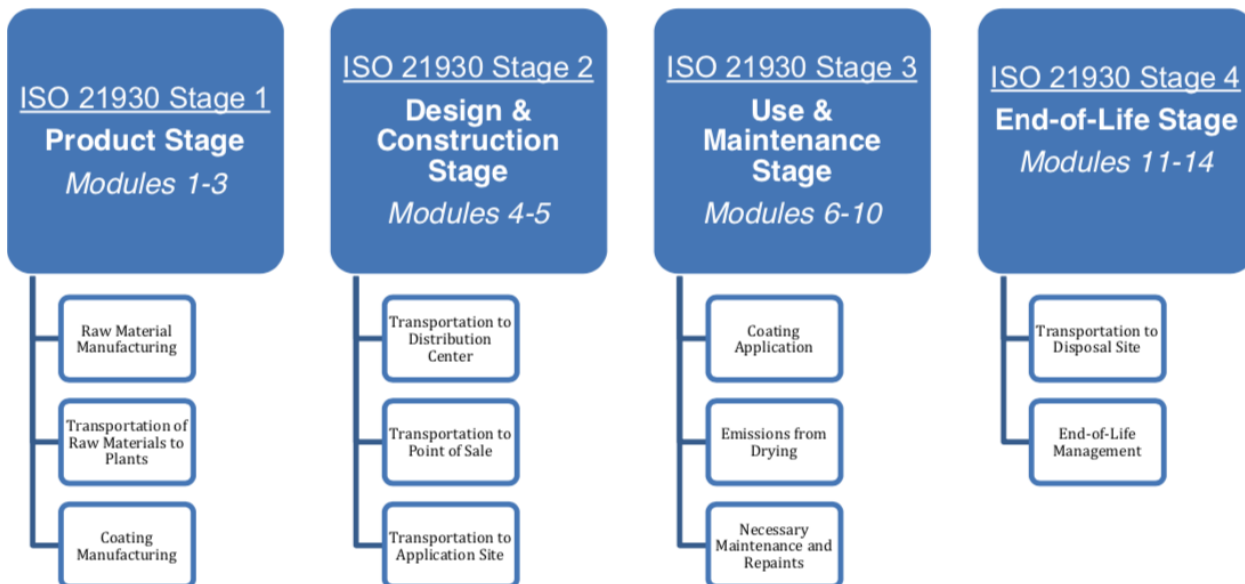 ISO 21930 Stage 1
Product Stage
Modules 1-3
Raw Material
Manufacturing
Transportation of
Raw Materials to
Plants
Coating
Manufacturing
ISO 21930 Stage 2
Design &
Construction
Stage
Modules 4-5
Transportation to
Distribution
Center
Transportation to
Point of Sale
Transportation to
Application Site
ISO 21930 Stage 3
Use &
Maintenance
Stage
Modules 6-10
Coating
Application
Emissions from
Drying
Necessary
Maintenance and
Repaints
ISO 21930 Stage 4
End-of-Life Stage
Modules 11-14
Transportation to
Disposal Site
End-of-Life
Management